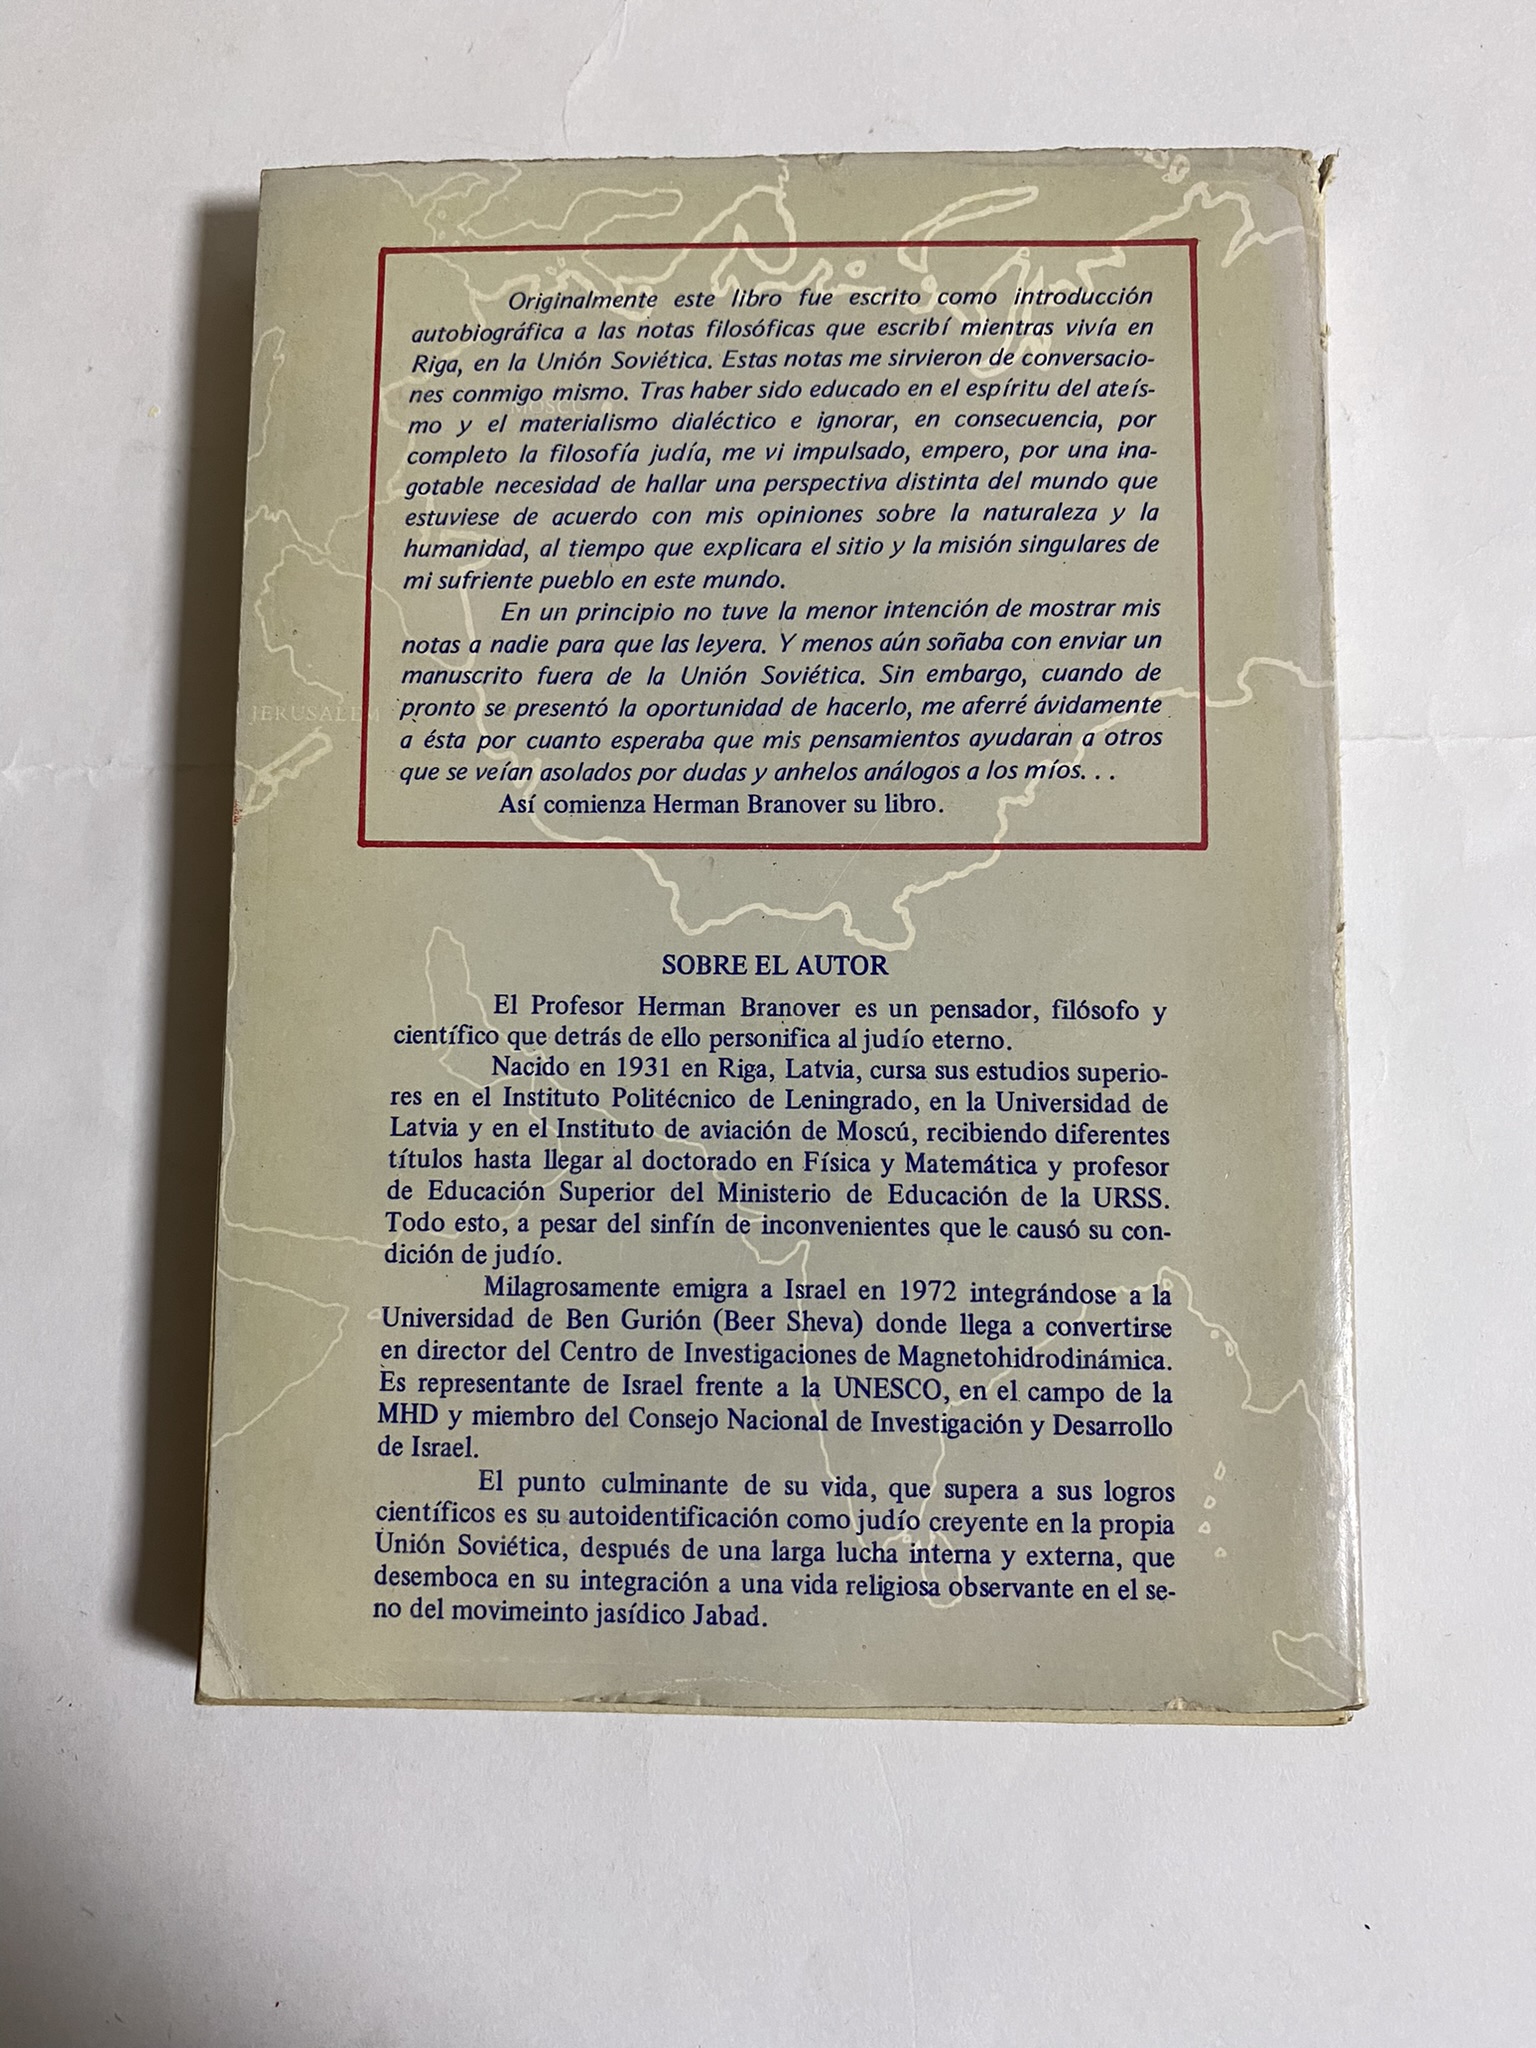 Originalmente este libro fue escrito como introducción
autobiográfica a las notas filosóficas que escribí mientras vivía en
Riga, en la Unión Soviética. Estas notas me sirvieron de conversacio-
nes conmigo mismo. Tras haber sido educado en el espíritu del ateís-
mo y el materialismo dialéctico e ignorar, en consecuencia, por
completo la filosofía judía, me vi impulsado, empero, por una ina-
gotable necesidad de hallar una perspectiva distinta del mundo que
estuviese de acuerdo con mis opiniones sobre la naturaleza y la
humanidad, al tiempo que explicara el sitio y la misión singulares de
mi sufriente pueblo en este mundo.
En un principio no tuve la menor intención de mostrar mis
notas a nadie para que las leyera. Y menos aún soñaba con enviar un
manuscrito fuera de la Unión Soviética. Sin embargo, cuando de
pronto se presentó la oportunidad de hacerlo, me aferré ávidamente
a ésta por cuanto esperaba que mis pensamientos ayudaran a otros
que se veían asolados por dudas y anhelos análogos a los míos. . .
Así comienza Herman Branover su libro.
MOSCU
JERUSALEM
SOBRE EL AUTOR
El Profesor Herman Branover es un pensador, filósofo y
científico que detrás de ello personifica al judío eterno.
Nacido en 1931 en Riga, Latvia, cursa sus estudios superio-
res en el Instituto Politécnico de Leningrado, en la Universidad de
Latvia y en el Instituto de aviación de Moscú, recibiendo diferentes
títulos hasta llegar al doctorado en Física y Matemática y profesor
de Educación Superior del Ministerio de Educación de la URSS.
Todo esto, a pesar del sinfín de inconvenientes que le causó su con-
dición de judío.
Milagrosamente emigra a Israel en 1972 integrándose a la
Universidad de Ben Gurión (Beer Sheva) donde llega a convertirse
en director del Centro de Investigaciones de Magnetohidrodinámica.
Es representante de Israel frente a la UNESCO, en el campo de la
MHD y miembro del Consejo Nacional de Investigación y Desarrollo
de Israel.
El punto culminante de su vida, que supera a sus logros
científicos es su autoidentificación como judío creyente en la propia
Unión Soviética, después de una larga lucha interna y externa, que
desemboca en su integración a una vida religiosa observante en el se-
no del movimeinto jasídico Jabad.